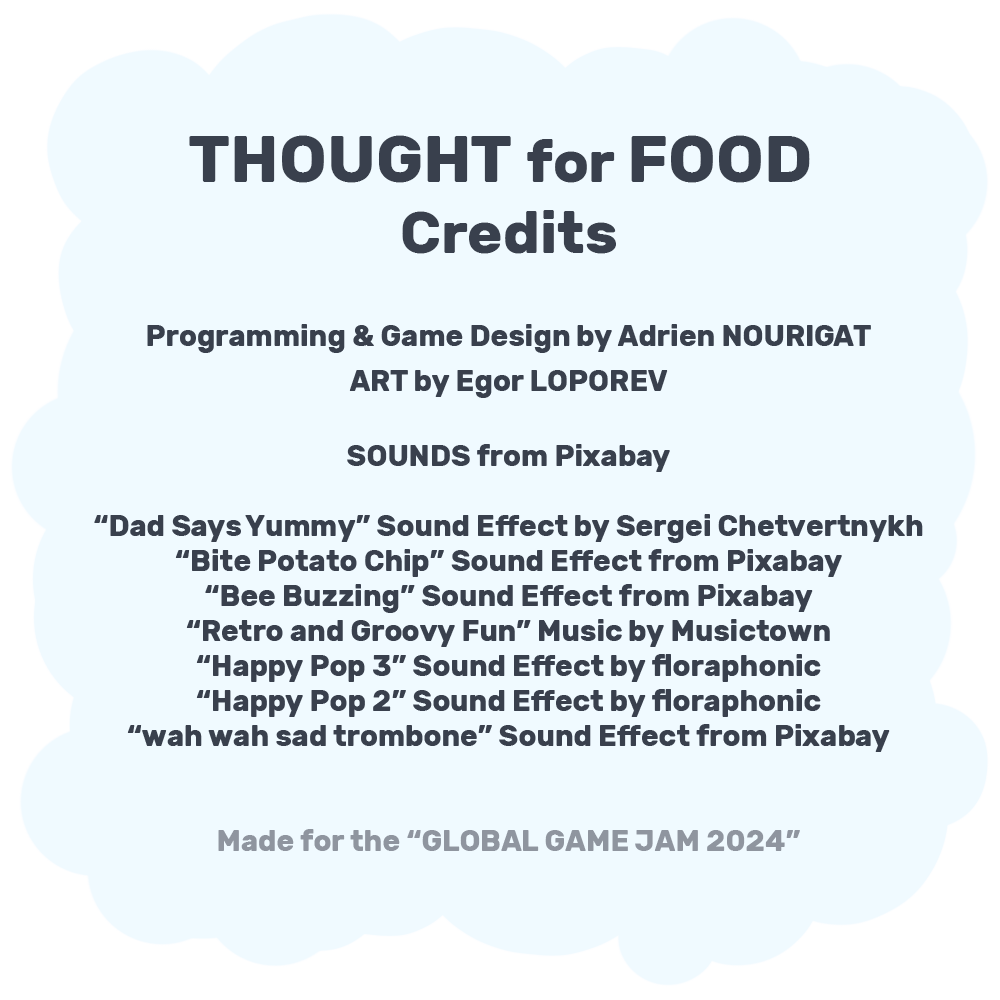 THOUGHT for FOOD
Credits
Programming & Game Design by Adrien NOURIGAT
ART by Egor LOPOREV
SOUNDS from Pixabay
“Dad Says Yummy” Sound Effect by Sergei Chetvertnykh
“Bite Potato Chip” Sound Effect from Pixabay
“Bee Buzzing” Sound Effect from Pixabay
“Retro and Groovy Fun” Music by Musictown
“Happy Pop 3” Sound Effect by floraphonic
“Happy Pop 2” Sound Effect by floraphonic
“wah wah sad trombone” Sound Effect from Pixabay
Made for the “GLOBAL GAME JAM 2024”